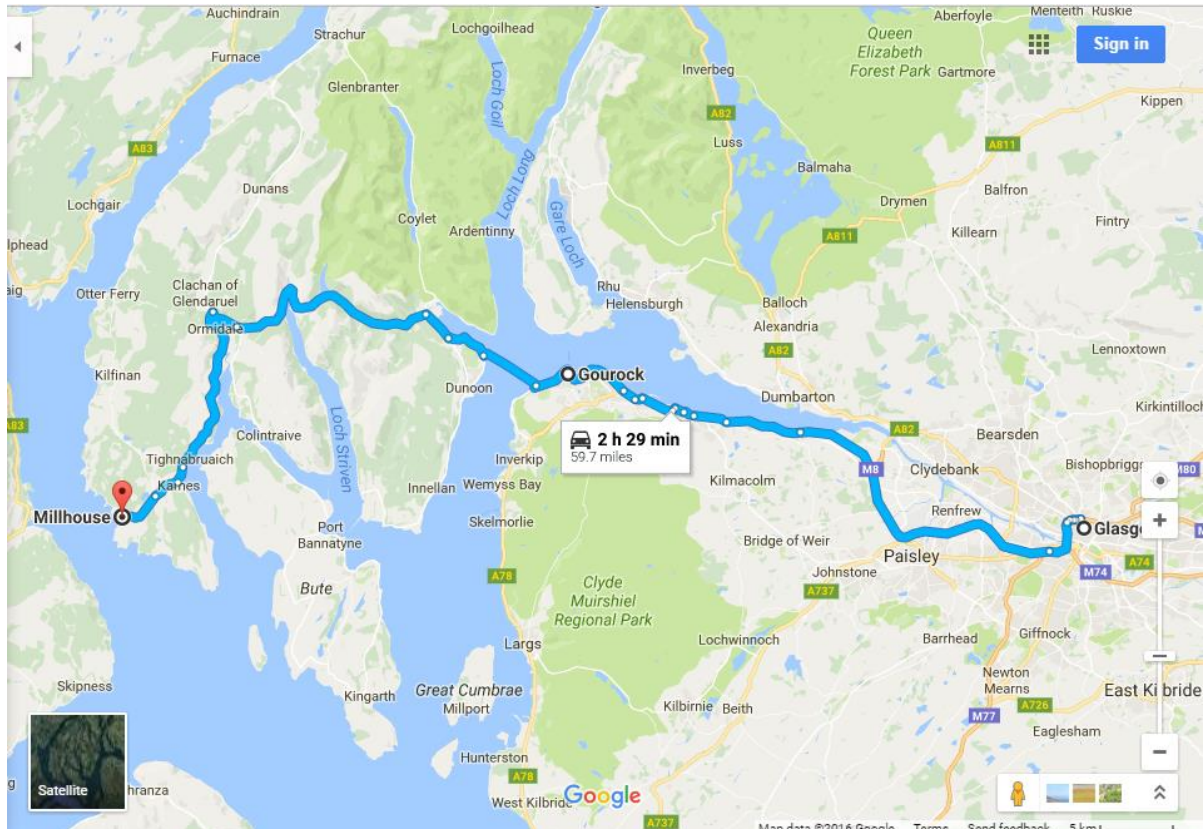 Auchindrain
Strachur
Lochgoilhead
Aberfoyle
Menteith
Ruskie
Furnace
Queen
Elizabeth
Forest Park
Sign in
Gartmore
Glenbranter
Loch Goil
Inverbeg
Kippen
A82
A83
Luss
A811
Dunans
Loch Long
Balmaha
Balfron
Lochgair
Gare Loch
Drymen
Fintry
Coylet
Ardentinny
A811
Killearn
lphead
Clachan of
Glendaruel
Otter Ferry
Rhu
Helensburgh
Balloch
Ormidale
Alexandria
A82
Lennoxtown
Kilfinan
Dunoon
Gourock
Dumbarton
Kirkintilloch
A83
Colintraive
Loch Striven
2 h 29 min
59.7 miles
A82
Bearsden
Tighnabruaich
Inverkip
M8
Clydebank
Bishopbriggs
M80
Kames
Innellan
Wemyss Bay
Kilmacolm
Renfrew
Millhouse
Port
Bannatyne
Skelmorlie
Bridge of Weir
Paisley
Johnstone
M74
A74
A78
Bute
Clyde
Muirshiel
Regional Park
A737
Largs
Lochwinnoch
Barrhead
Giffnock
Skipness
Kingarth
Great Cumbrae
Millport
Newton
Mearns
East Kilbride
Kilbirnie
Beith
M77
A726
Eaglesham
Hunterston
Satellite
A78
West Kilbride
Google
A737
Map data ©2016 Google
Terms
Send feedback
5 km